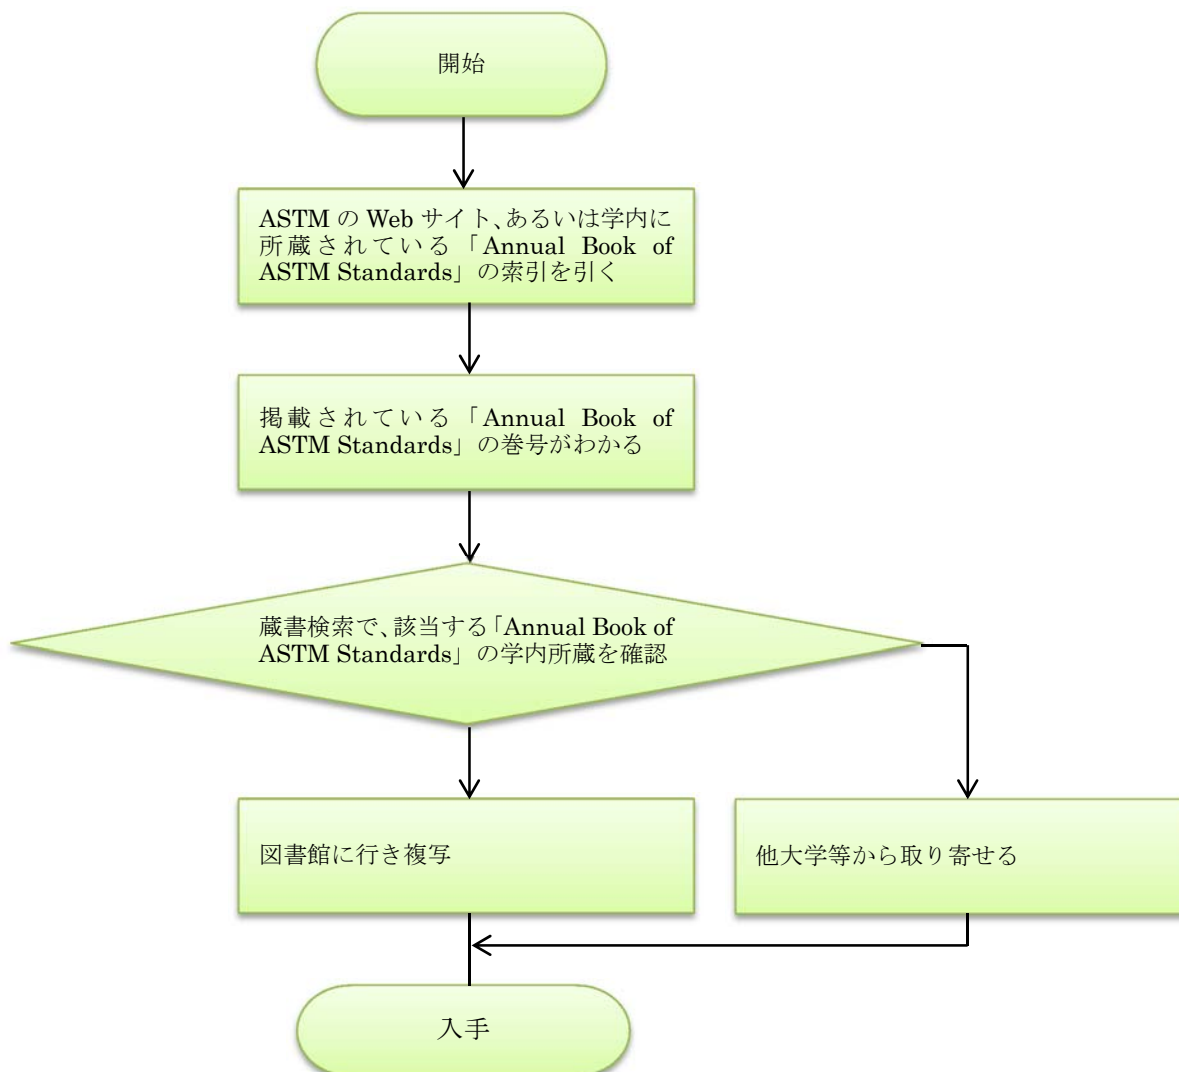 開始
ASTM の Web サイト、あるいは学内に
所蔵されている「Annual Book of
ASTM Standards」の索引を引く
掲載されている「Annual Book of
ASTM Standards」の巻号がわかる
蔵書検索で、該当する「Annual Book of
ASTM Standards」の学内所蔵を確認
図書館に行き複写
他大学等から取り寄せる
入手